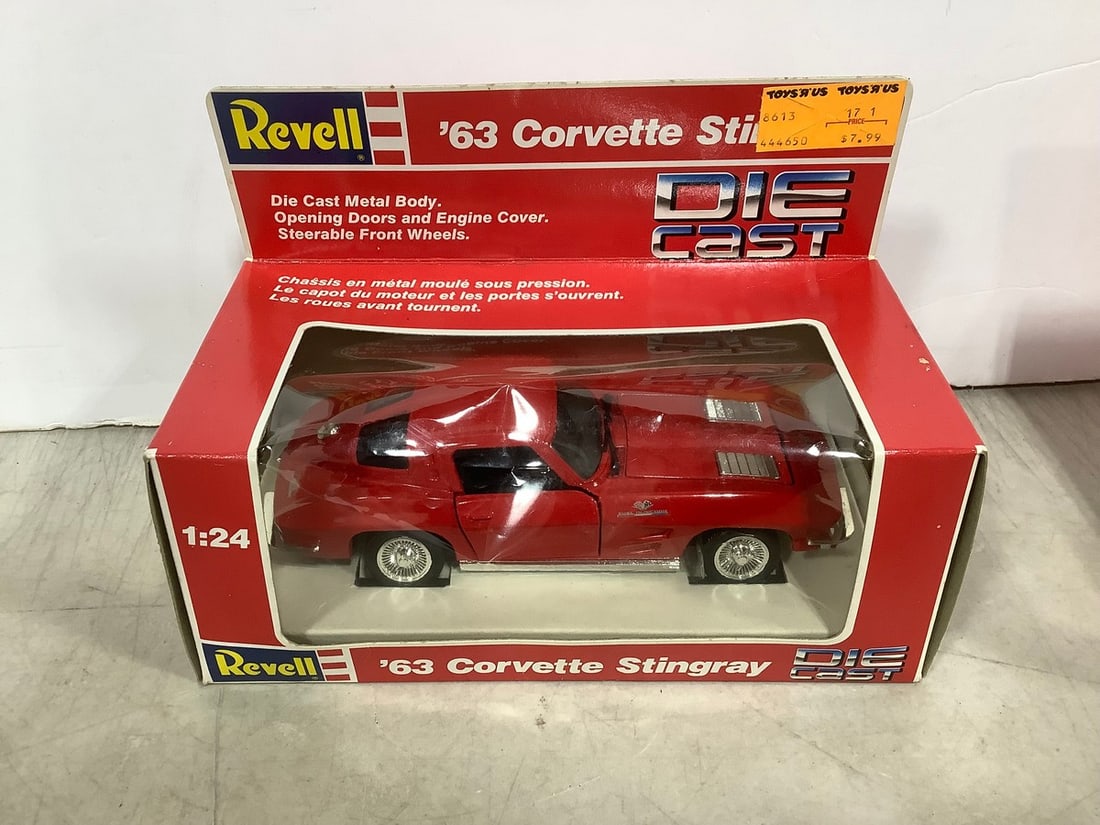 Revell
'63 Corvette Sti
TOYS"R"US TOYS"R"US
8613 17 1
PRICE
444650 $7.99
Die Cast Metal Body.
Opening Doors and Engine Cover.
Steerable Front Wheels.
DIE
CAST
Chassis en métal moulé sous pression.
Le capot du moteur et les portes s'ouvrent.
Les roues avant tournent.
1:24
Revell
'63 Corvette Stingray
DIE
CAST